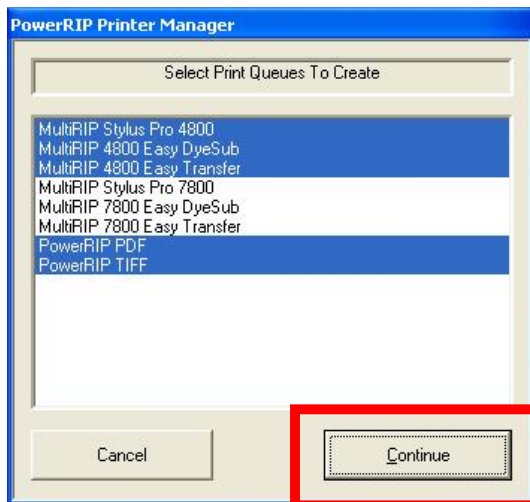 PowerRIP Printer Manager
Select Print Queues To Create
MultiRIP Stylus Pro 4800
MultiRIP 4800 Easy DyeSub
MultiRIP 4800 Easy Transfer
MultiRIP Stylus Pro 7800
MultiRIP 7800 Easy DyeSub
MultiRIP 7800 Easy Transfer
PowerRIP PDF
PowerRIP TIFF
Cancel
Continue